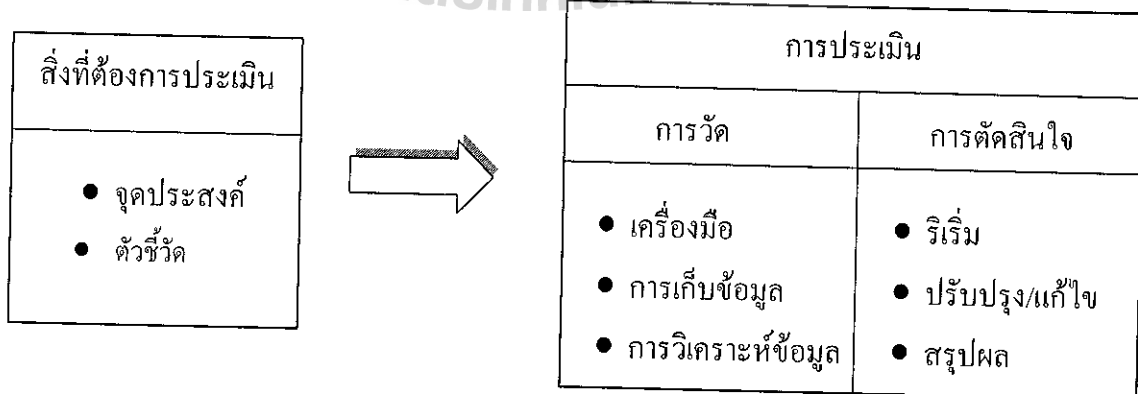 สิ่งที่ต้องการประเมิน
● จุดประสงค์
● ตัวชี้วัด
การประเมิน
การวัด
การตัดสินใจ
● เครื่องมือ
● ริเริ่ม
● การเก็บข้อมูล
● ปรับปรุง/แก้ไข
● การวิเคราะห์ข้อมูล
● สรุปผล